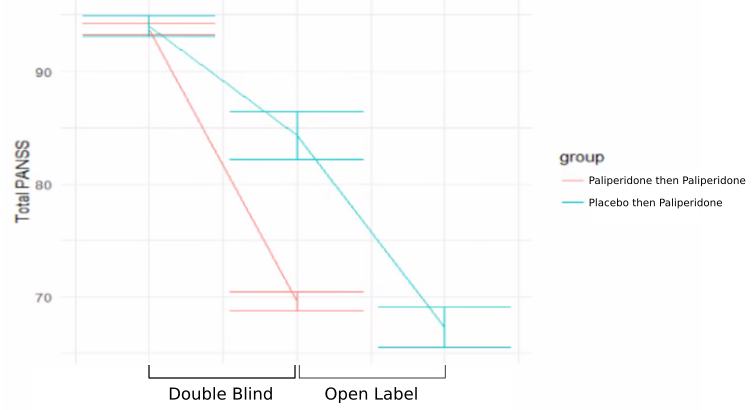 90
80
70
Total PANSS
Double Blind
Open Label
group
Paliperidone then Paliperidone
Placebo then Paliperidone